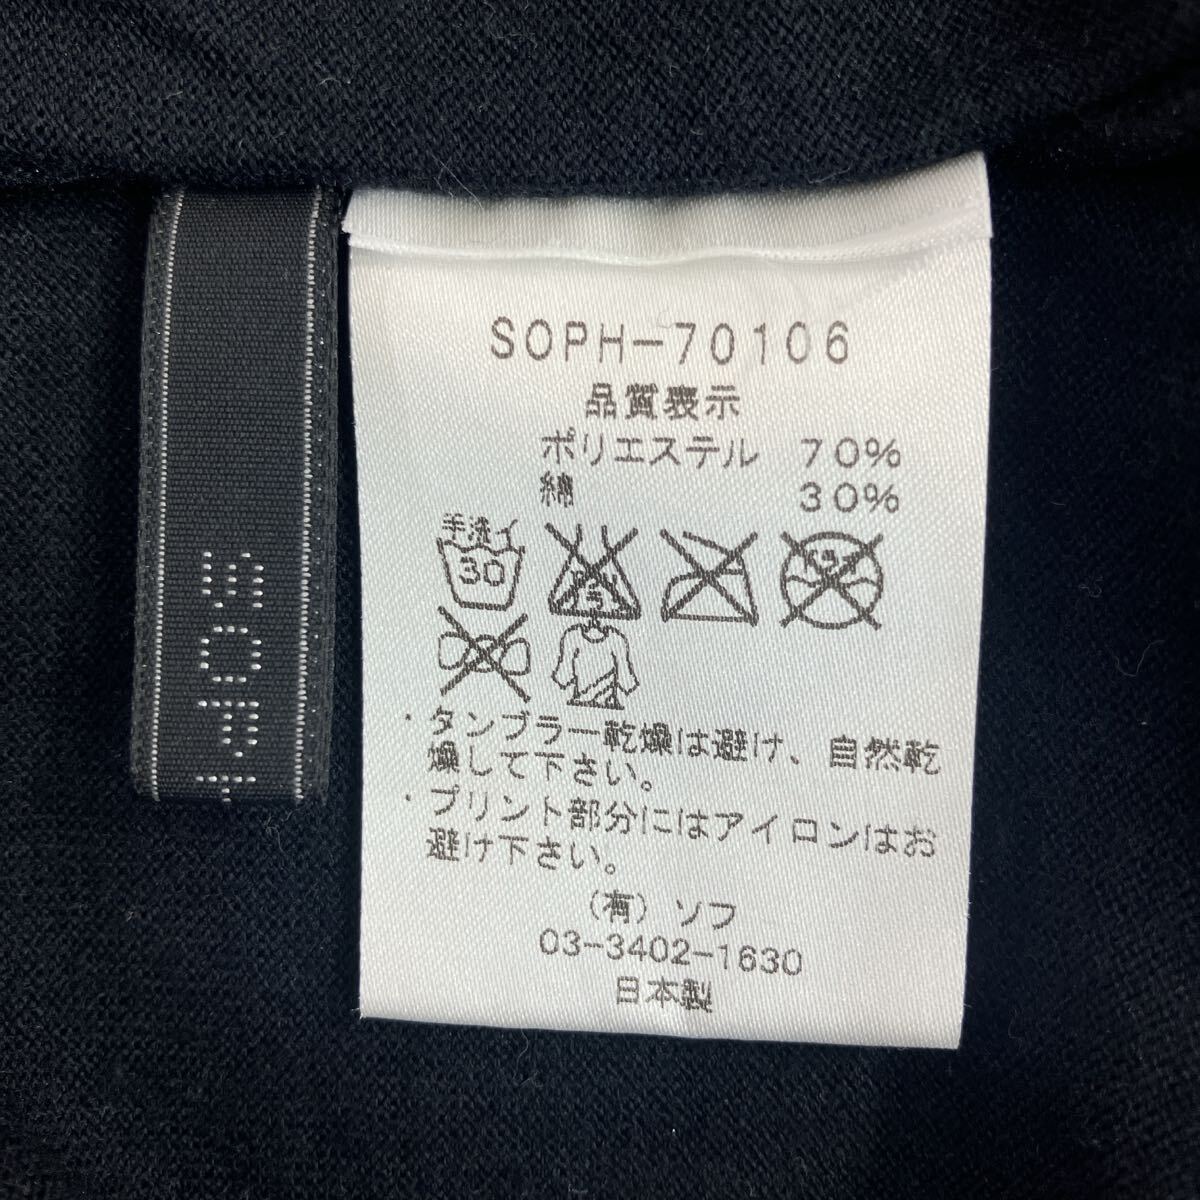 SOPH-70106
品質表示
ポリエステル 70%
綿 30%
手洗イ
30
・タンブラー乾燥は避け、自然乾
燥して下さい。
・プリント部分にはアイロンはお
避け下さい。
(有) ソフ
03-3402-1630
日本製
SOPH